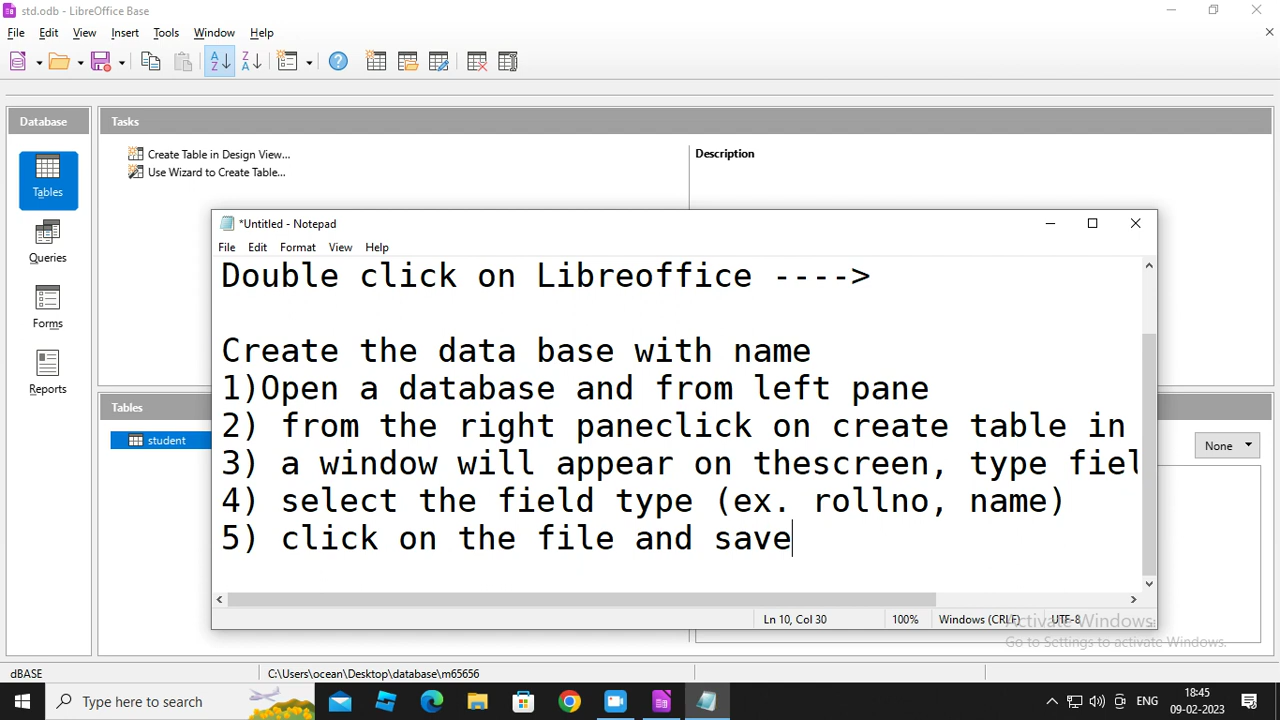 std.odb - LibreOffice Base
File Edit View Insert Tools Window Help
Database
Tasks
Tables
Queries
Forms
Reports
Create Table in Design View...
Use Wizard to Create Table...
Description
Tables
student
None
*Untitled - Notepad
File Edit Format View Help
Double click on Libreoffice ---->
Create the data base with name
1)Open a database and from left pane
2) from the right paneclick on create table in
3) a window will appear on thescreen, type fiel
4) select the field type (ex. rollno, name)
5) click on the file and save
Ln 10, Col 30 100% Windows (CRLF) UTF-8
Activate Windows
Go to Settings to activate Windows.
dBASE C:\Users\ocean\Desktop\database\m65656
Type here to search
ENG
18:45
09-02-2023